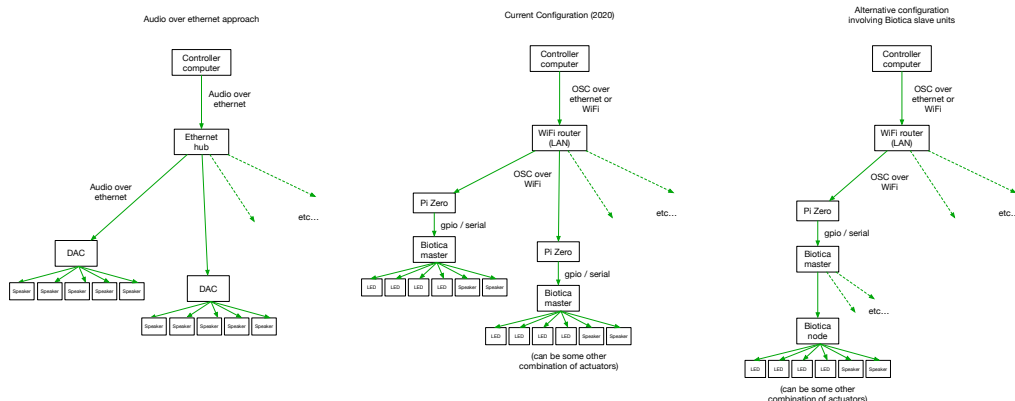 Audio over ethernet approach
Controller
computer
Audio over
ethernet
Ethernet
hub
Audio over
ethernet
etc...
DAC
Speaker
Speaker
Speaker
Speaker
Speaker
DAC
Speaker
Speaker
Speaker
Speaker
Speaker
Current Configuration (2020)
Controller
computer
OSC over
ethernet or
WiFi
WiFi router
(LAN)
OSC over
WiFi
etc...
Pi Zero
gpio / serial
Biotica
master
LED
LED
LED
LED
Speaker
Speaker
Pi Zero
gpio / serial
Biotica
master
LED
LED
LED
LED
Speaker
Speaker
(can be some other
combination of actuators)
Alternative configuration
involving Biotica slave units
Controller
computer
OSC over
ethernet or
WiFi
WiFi router
(LAN)
OSC over
WiFi
etc...
Pi Zero
gpio / serial
Biotica
master
etc...
Biotica
node
LED
LED
LED
LED
Speaker
Speaker
(can be some other
combination of actuators)